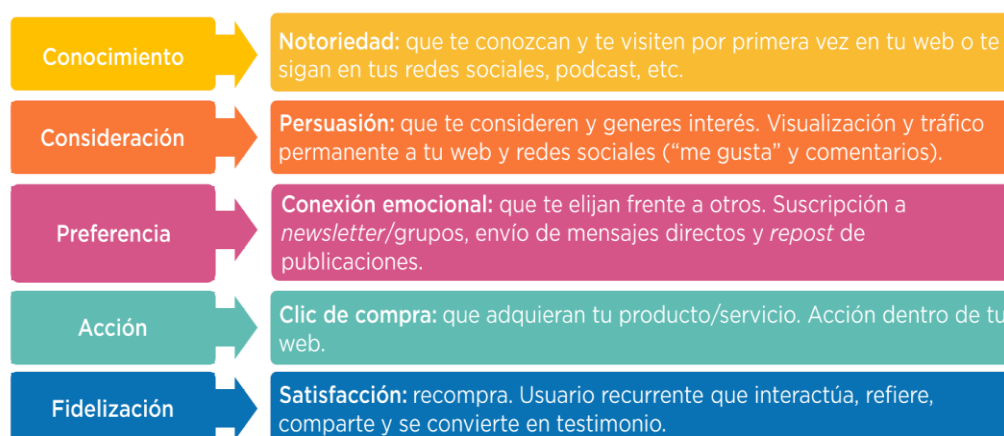 Conocimiento
Notoriedad: que te conozcan y te visiten por primera vez en tu web o te
sigan en tus redes sociales, podcast, etc.
Consideración
Persuasión: que te consideren y generes interés. Visualización y tráfico
permanente a tu web y redes sociales (“me gusta” y comentarios).
Preferencia
Conexión emocional: que te elijan frente a otros. Suscripción a
newsletter/grupos, envío de mensajes directos y repost de
publicaciones.
Acción
Clic de compra: que adquieran tu producto/servicio. Acción dentro de tu
web.
Fidelización
Satisfacción: recompra. Usuario recurrente que interactúa, refiere,
comparte y se convierte en testimonio.